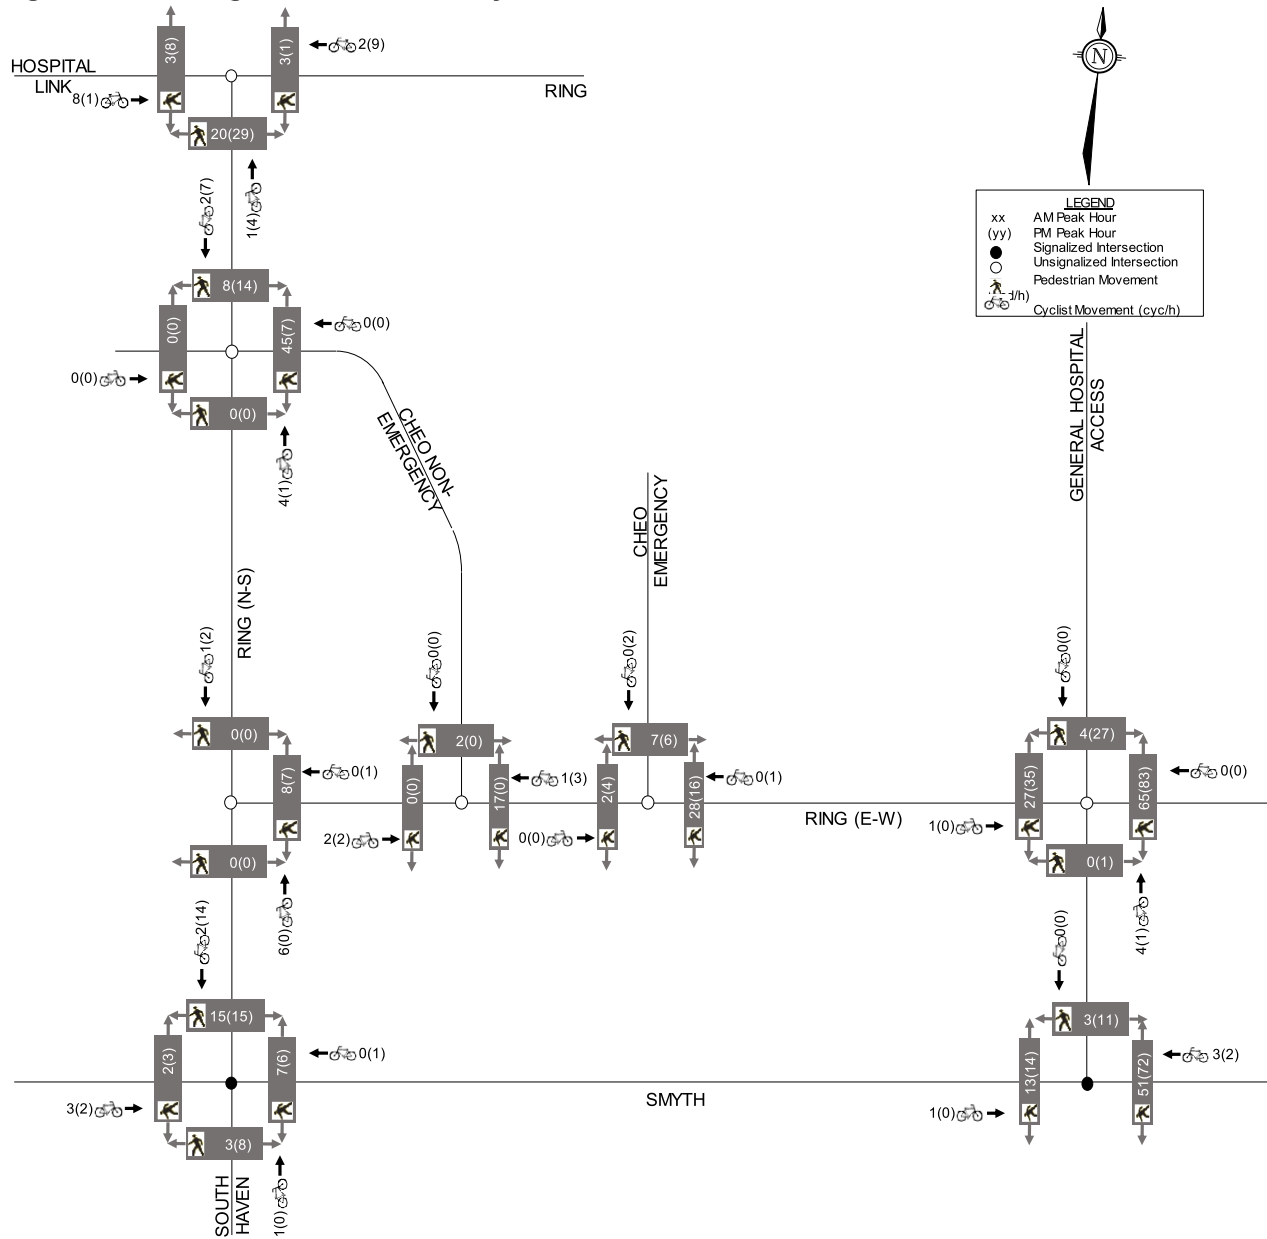 3(8)
3(1)
2(9)
HOSPITAL
LINK
RING
8(1)
20(29)
2(7)
1(4)
N
LEGEND
xx AM Peak Hour
(yy) PM Peak Hour
Signalized Intersection
Unsignalized Intersection
Pedestrian Movement
/h)
Cyclist Movement (cyc/h)
8(14)
0(0)
45(7)
0(0)
0(0)
0(0)
4(1)
CHEO NON-
EMERGENCY
CHEO
EMERGENCY
GENERAL HOSPITAL
ACCESS
RING (N-S)
1(2)
0(0)
0(2)
0(0)
0(0)
2(0)
7(6)
4(27)
8(7)
0(1)
0(0)
17(0)
1(3)
2(4)
28(16)
0(1)
27(35)
65(83)
0(0)
RING (E-W)
1(0)
2(2)
0(0)
0(0)
0(1)
6(0)
4(1)
2(14)
0(0)
15(15)
3(11)
2(3)
7(6)
0(1)
13(14)
51(72)
3(2)
SMYTH
3(2)
1(0)
3(8)
SOUTH
HAVEN
1(0)